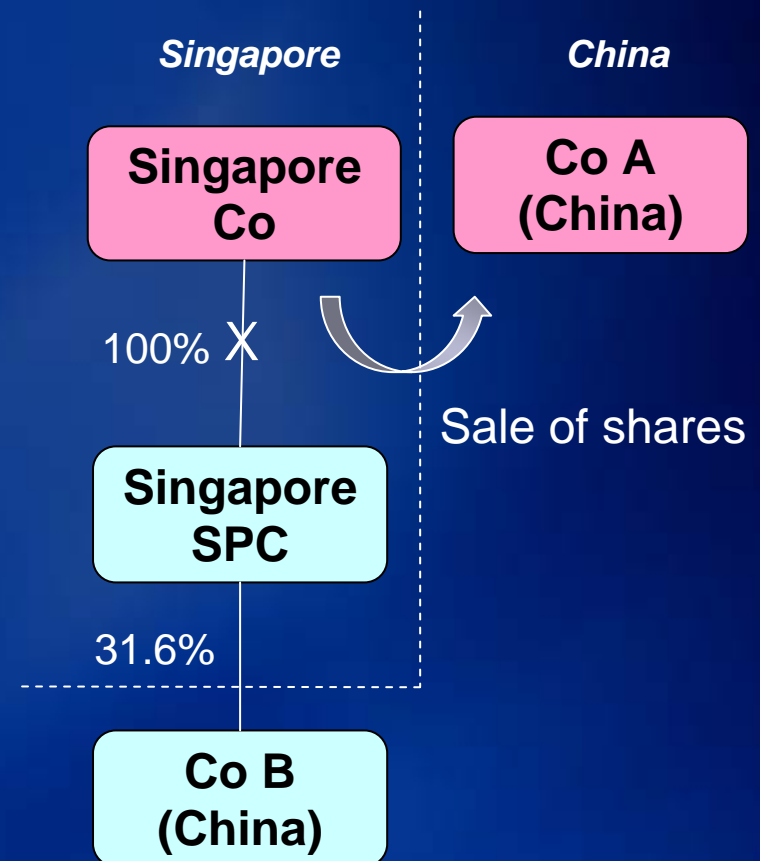 Singapore
China
Singapore
Co
Co A
(China)
100% X
Sale of shares
Singapore
SPC
31.6%
Co B
(China)